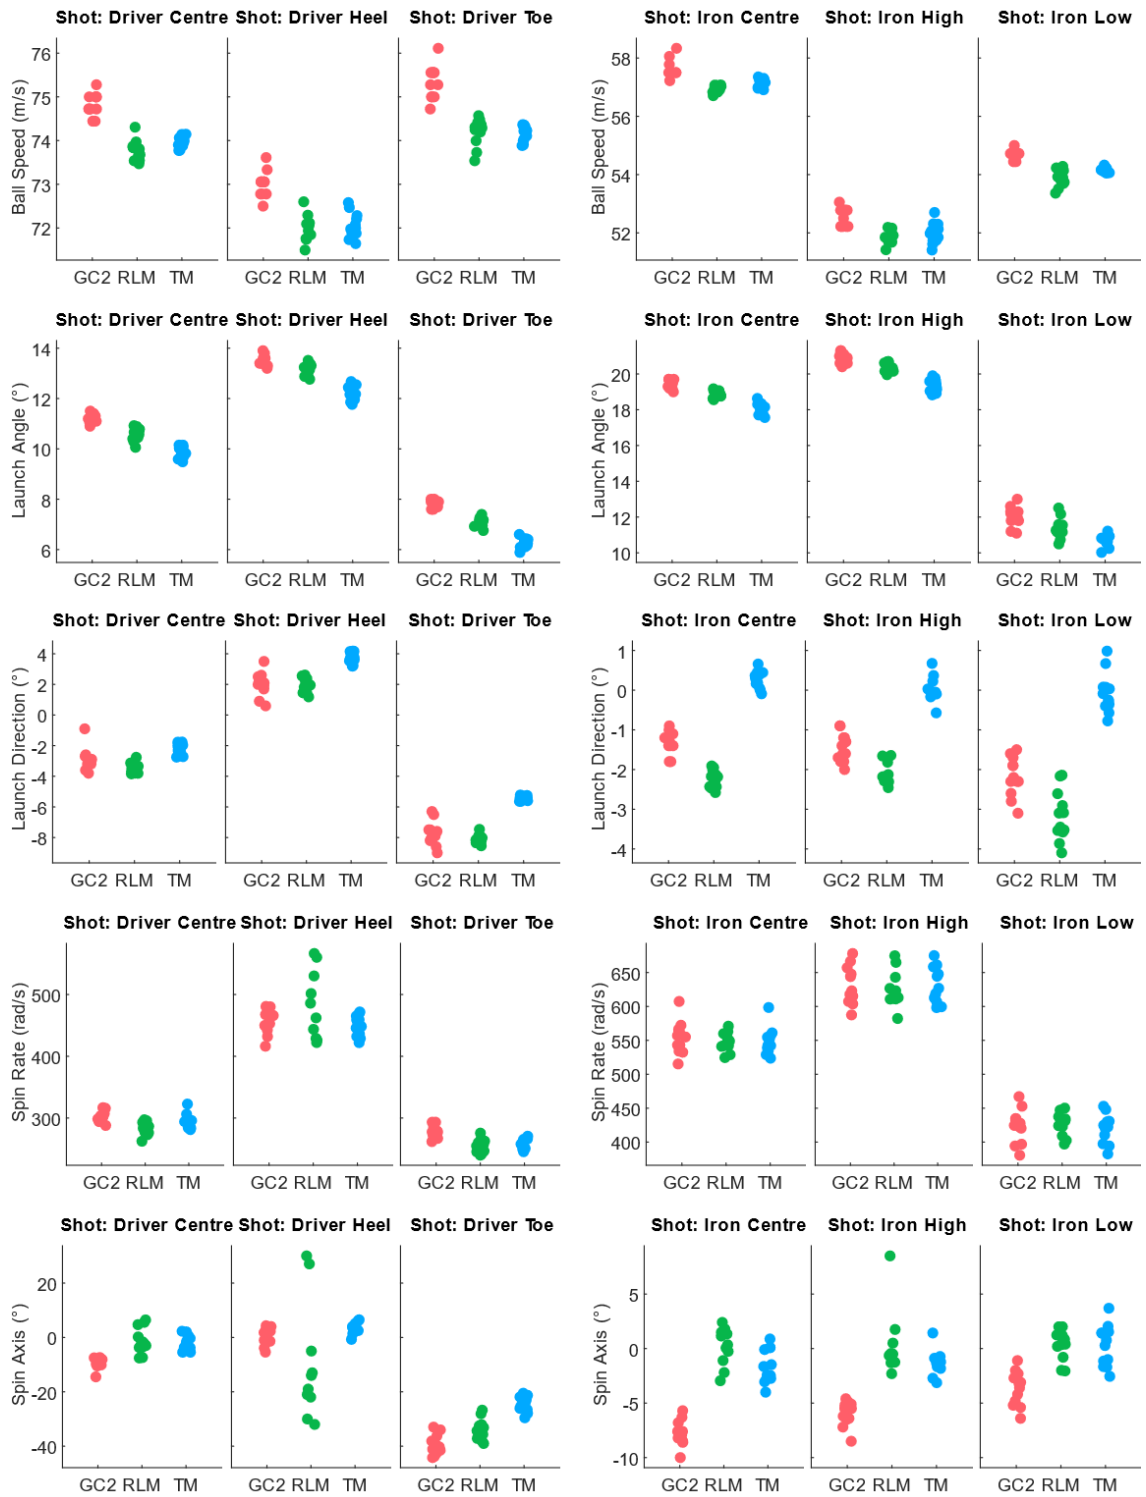 Shot: Driver Centre Shot: Driver Heel Shot: Driver Toe Shot: Iron Centre Shot: Iron High Shot: Iron Low
Ball Speed (m/s)
76
75
74
73
72
GC2 RLM TM GC2 RLM TM GC2 RLM TM
Ball Speed (m/s)
58
56
54
52
GC2 RLM TM GC2 RLM TM GC2 RLM TM
Shot: Driver Centre Shot: Driver Heel Shot: Driver Toe Shot: Iron Centre Shot: Iron High Shot: Iron Low
Launch Angle (°)
14
12
10
8
6
GC2 RLM TM GC2 RLM TM GC2 RLM TM
Launch Angle (°)
20
18
16
14
12
10
GC2 RLM TM GC2 RLM TM GC2 RLM TM
Shot: Driver Centre Shot: Driver Heel Shot: Driver Toe Shot: Iron Centre Shot: Iron High Shot: Iron Low
Launch Direction (°)
4
2
0
-2
-4
-6
-8
GC2 RLM TM GC2 RLM TM GC2 RLM TM
Launch Direction (°)
1
0
-1
-2
-3
-4
GC2 RLM TM GC2 RLM TM GC2 RLM TM
Shot: Driver Centre Shot: Driver Heel Shot: Driver Toe Shot: Iron Centre Shot: Iron High Shot: Iron Low
Spin Rate (rad/s)
500
400
300
GC2 RLM TM GC2 RLM TM GC2 RLM TM
Spin Rate (rad/s)
650
600
550
500
450
400
GC2 RLM TM GC2 RLM TM GC2 RLM TM
Shot: Driver Centre Shot: Driver Heel Shot: Driver Toe Shot: Iron Centre Shot: Iron High Shot: Iron Low
Spin Axis (°)
20
0
-20
-40
GC2 RLM TM GC2 RLM TM GC2 RLM TM
Spin Axis (°)
5
0
-5
-10
GC2 RLM TM GC2 RLM TM GC2 RLM TM